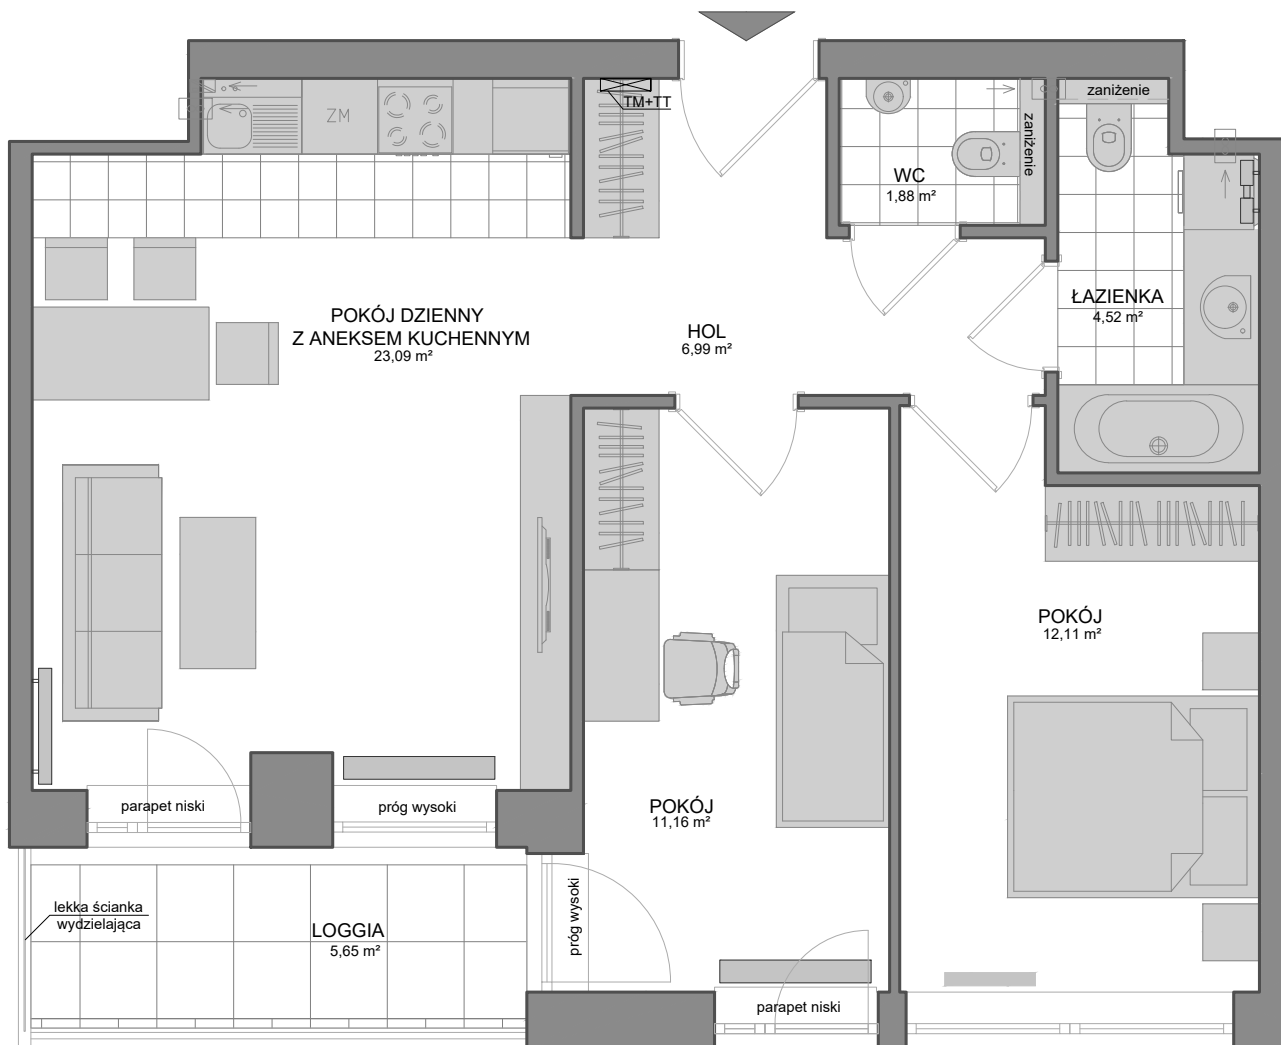 TM+TT
ZM
zaniżenie
zaniżenie
WC
1,88 m²
ŁAZIENKA
4,52 m²
POKÓJ DZIENNY
Z ANEKSEM KUCHENNYM
23,09 m²
HOL
6,99 m²
POKÓJ
12,11 m²
POKÓJ
11,16 m²
parapet niski
próg wysoki
próg wysoki
lekka ścianka
wydzielająca
LOGGIA
5,65 m²
parapet niski